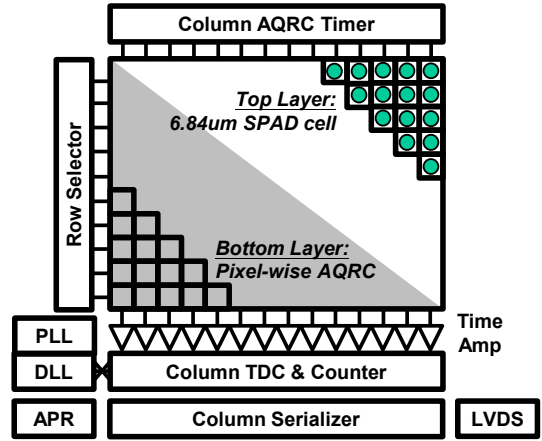 Column AQRC Timer
Row Selector
Top Layer:
6.84um SPAD cell
Bottom Layer:
Pixel-wise AQRC
Time
Amp
PLL
DLL
Column TDC & Counter
APR
Column Serializer
LVDS